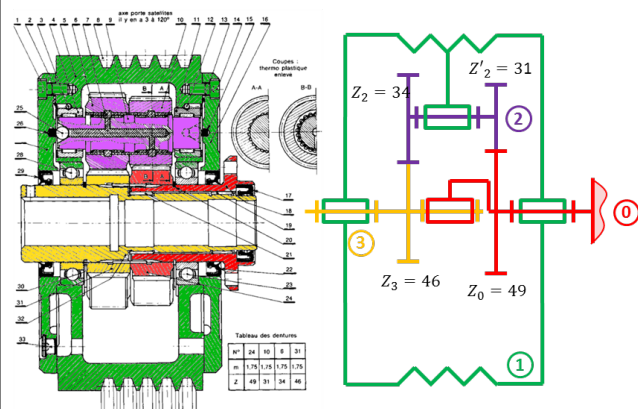 axe porte satellites
il y en a 3 à 120°
1 2 3 4 5 6 7 8 9
10 11 12 13 14 15 16
B A
Coupes :
thermo plastique
enlevé
A-A B-B
25
26
28
29
30
31
32
33
17
18
19
20
21
22
23
24
Tableau des dentures
N° 24 10 8 31
m 1,75 1,75 1,75 1,75
Z 49 31 34 46
Z₂ = 34
Z'₂ = 31
2
0
3
Z₃ = 46
Z₀ = 49
1